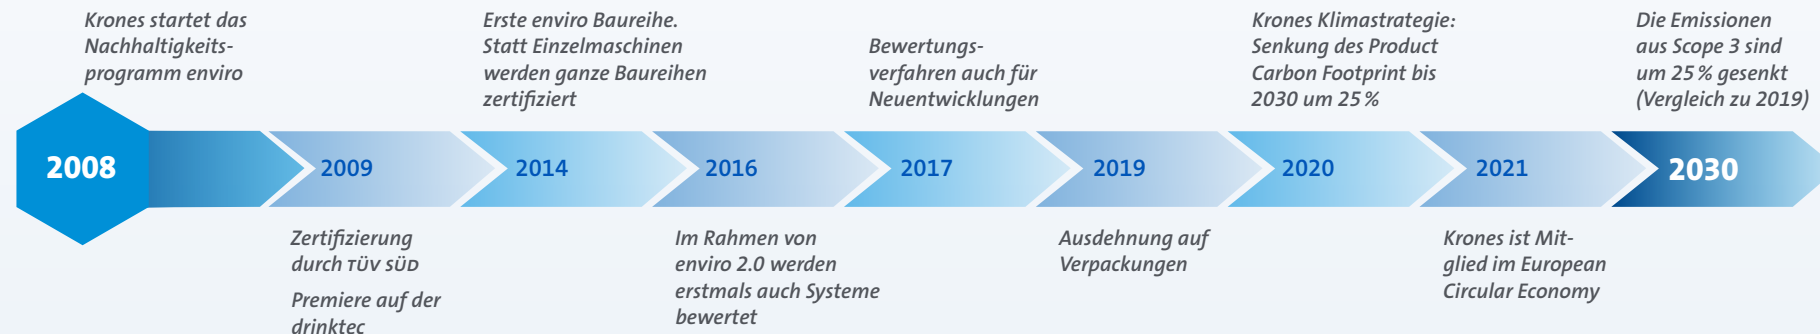 Krones startet das
Nachhaltigkeits-
programm enviro
Erste enviro Baureihe.
Statt Einzelmaschinen
werden ganze Baureihen
zertifiziert
Bewertungs-
verfahren auch für
Neuentwicklungen
Krones Klimastrategie:
Senkung des Product
Carbon Footprint bis
2030 um 25 %
Die Emissionen
aus Scope 3 sind
um 25 % gesenkt
(Vergleich zu 2019)
2008
2009
2014
2016
2017
2019
2020
2021
2030
Zertifizierung
durch TÜV SÜD
Premiere auf der
drinktec
Im Rahmen von
enviro 2.0 werden
erstmals auch Systeme
bewertet
Ausdehnung auf
Verpackungen
Krones ist Mit-
glied im European
Circular Economy